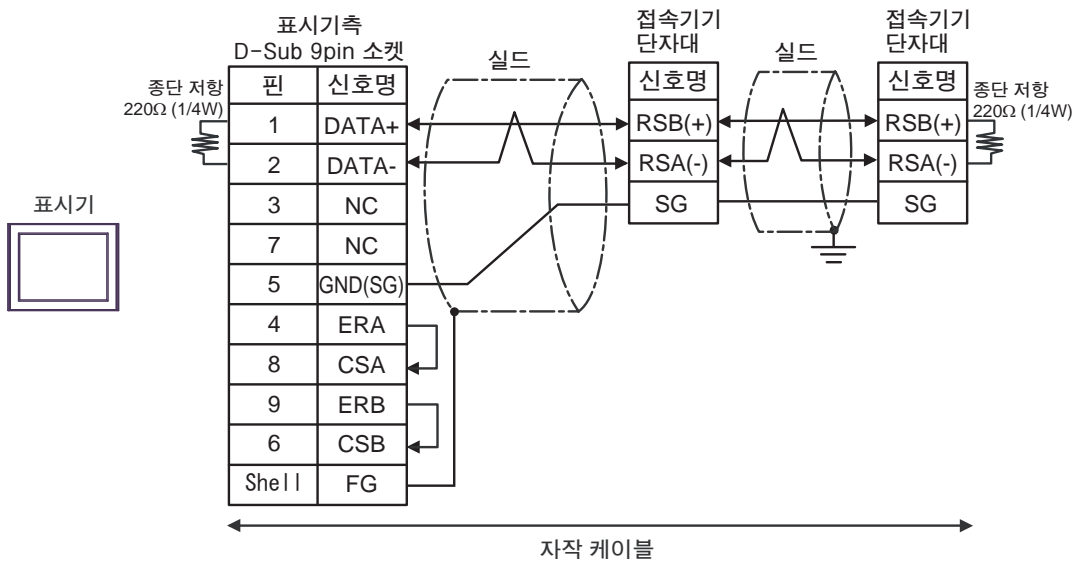 표시기측
D-Sub 9pin 소켓
종단 저항
220Ω (1/4W)
핀 신호명
1 DATA+
2 DATA-
3 NC
7 NC
5 GND(SG)
4 ERA
8 CSA
9 ERB
6 CSB
Shell FG
표시기
실드
접속기기
단자대
신호명
RSB(+)
RSA(-)
SG
실드
접속기기
단자대
신호명
RSB(+)
RSA(-)
SG
종단 저항
220Ω (1/4W)
자작 케이블